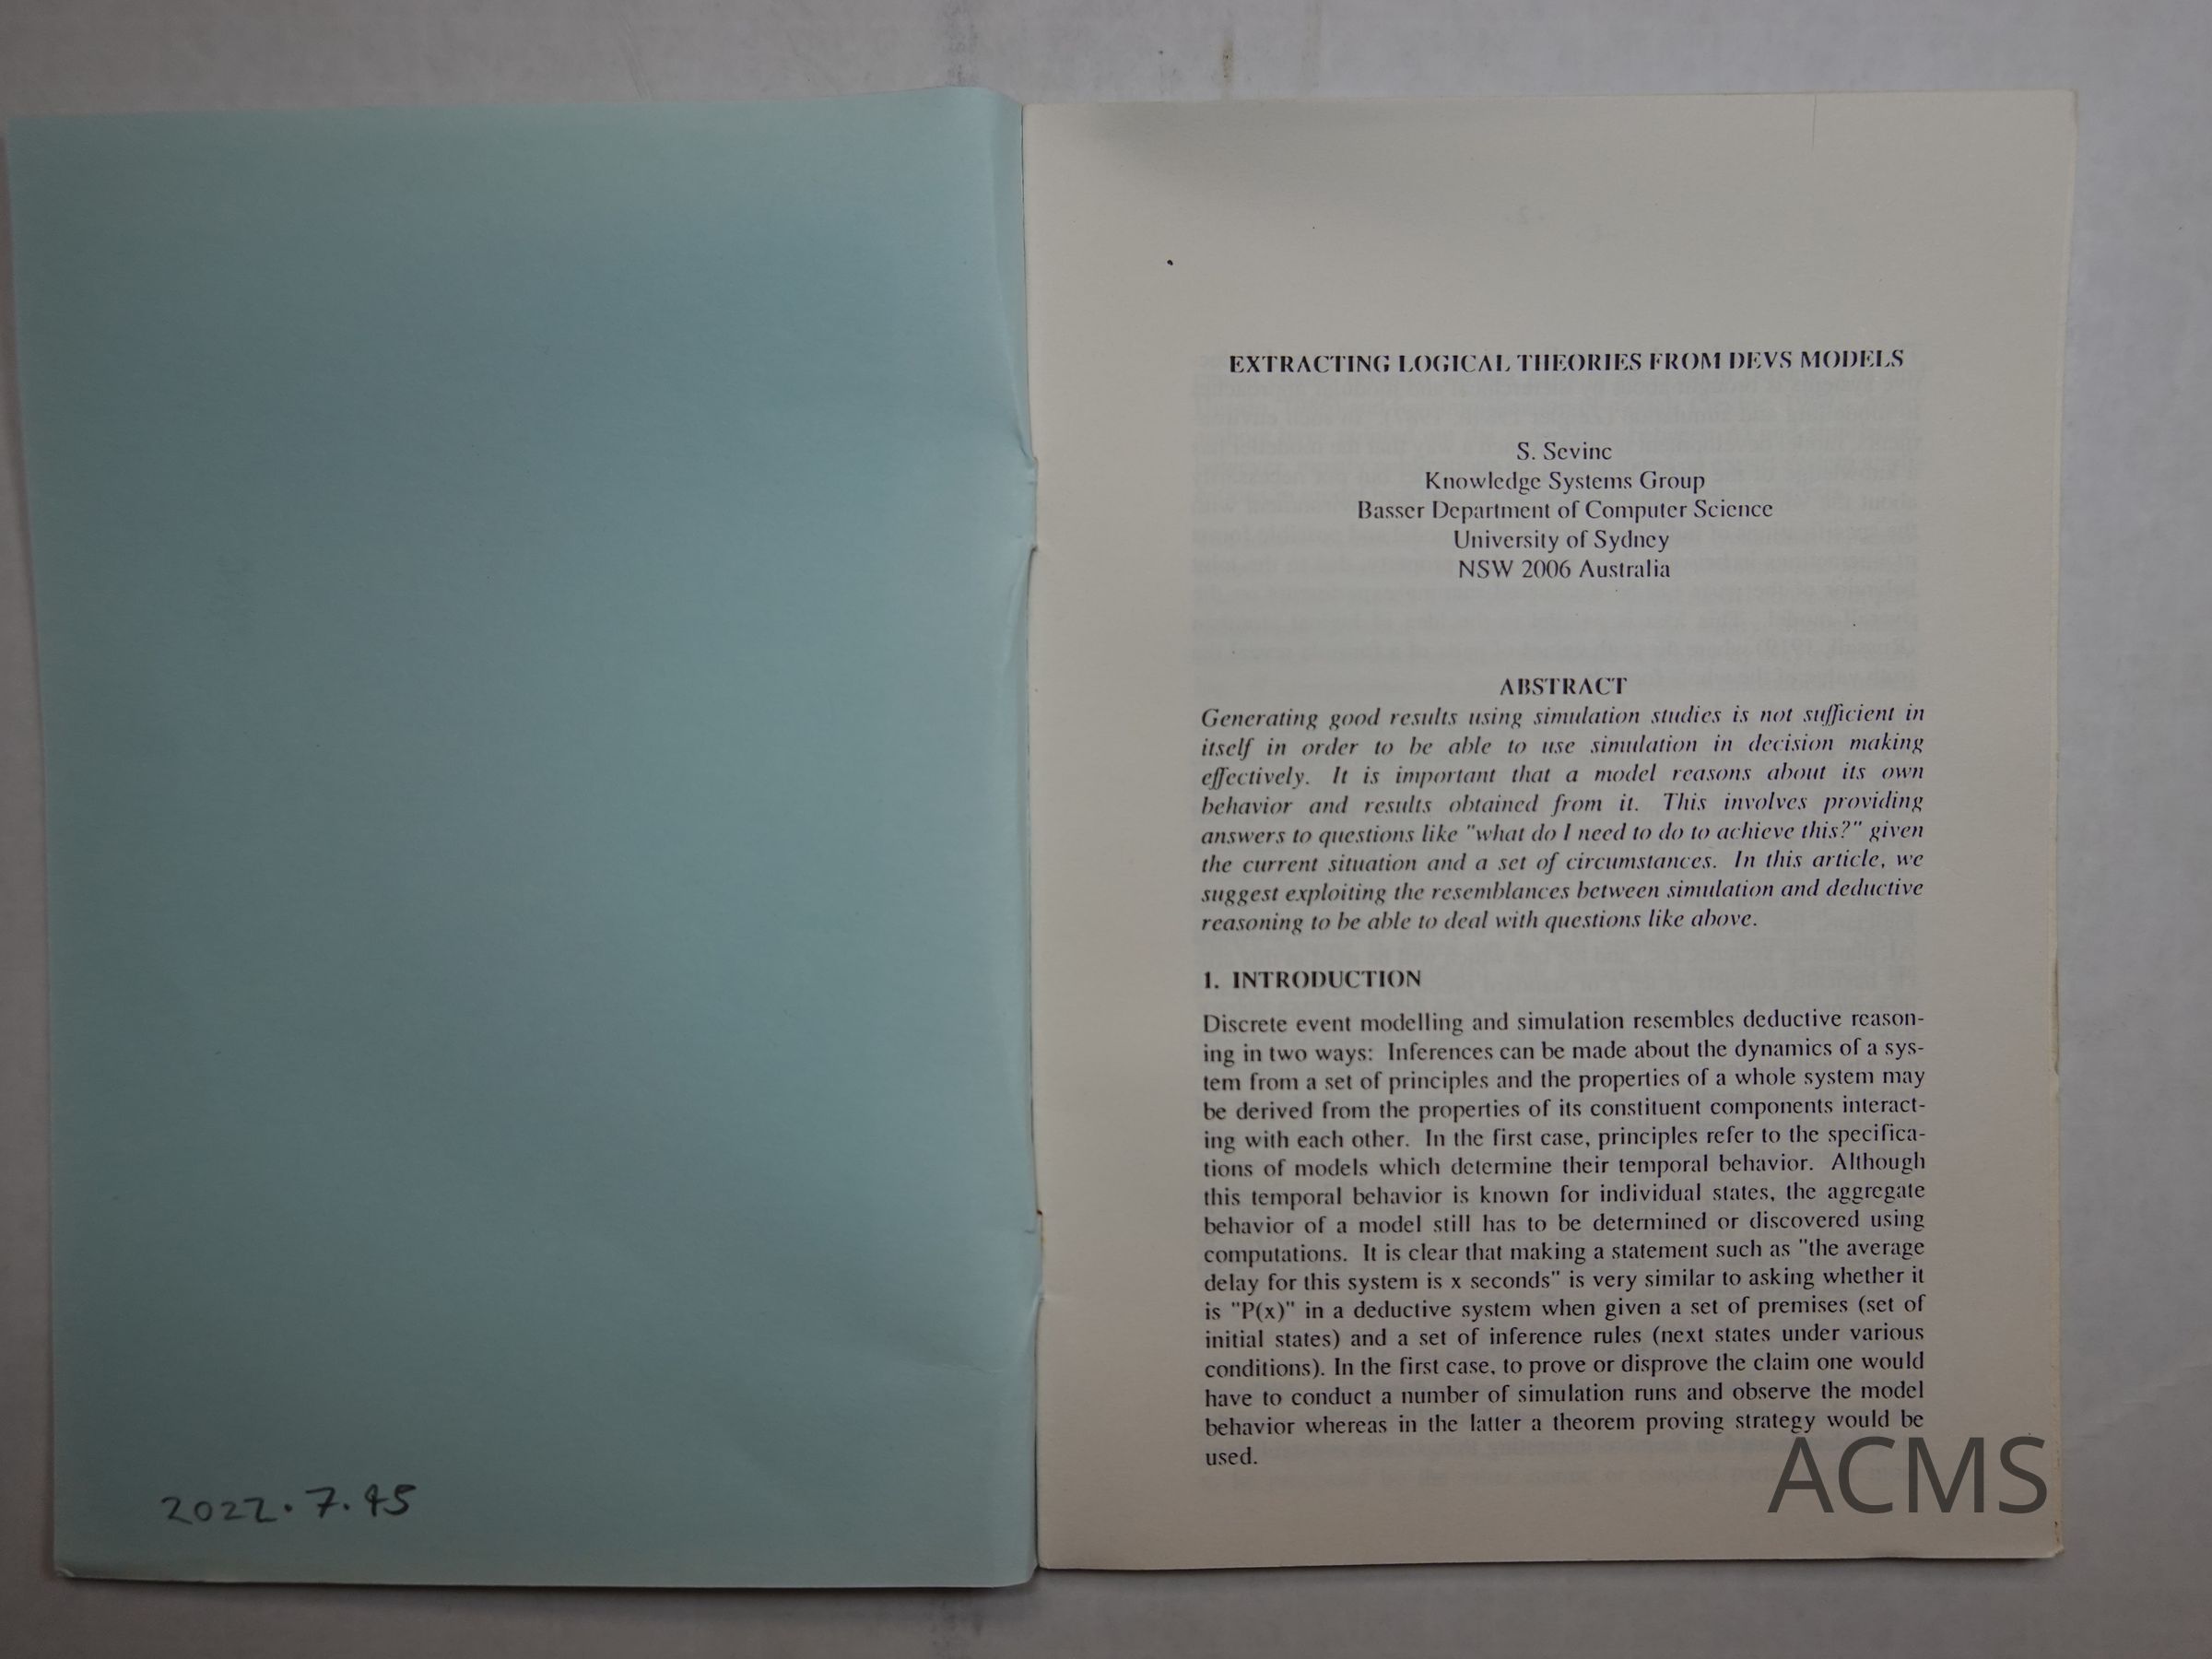 2022.7.45
EXTRACTING LOGICAL THEORIES FROM DEVS MODELS
S. Sevinc
Knowledge Systems Group
Basser Department of Computer Science
University of Sydney
NSW 2006 Australia
ABSTRACT
Generating good results using simulation studies is not sufficient in
itself in order to be able to use simulation in decision making
effectively. It is important that a model reasons about its own
behavior and results obtained from it. This involves providing
answers to questions like "what do I need to do to achieve this?" given
the current situation and a set of circumstances. In this article, we
suggest exploiting the resemblances between simulation and deductive
reasoning to be able to deal with questions like above.
1. INTRODUCTION
Discrete event modelling and simulation resembles deductive reason-
ing in two ways: Inferences can be made about the dynamics of a sys-
tem from a set of principles and the properties of a whole system may
be derived from the properties of its constituent components interact-
ing with each other. In the first case, principles refer to the specifica-
tions of models which determine their temporal behavior. Although
this temporal behavior is known for individual states, the aggregate
behavior of a model still has to be determined or discovered using
computations. It is clear that making a statement such as "the average
delay for this system is x seconds" is very similar to asking whether it
is "P(x)" in a deductive system when given a set of premises (set of
initial states) and a set of inference rules (next states under various
conditions). In the first case, to prove or disprove the claim one would
have to conduct a number of simulation runs and observe the model
behavior whereas in the latter a theorem proving strategy would be
used.
ACMS